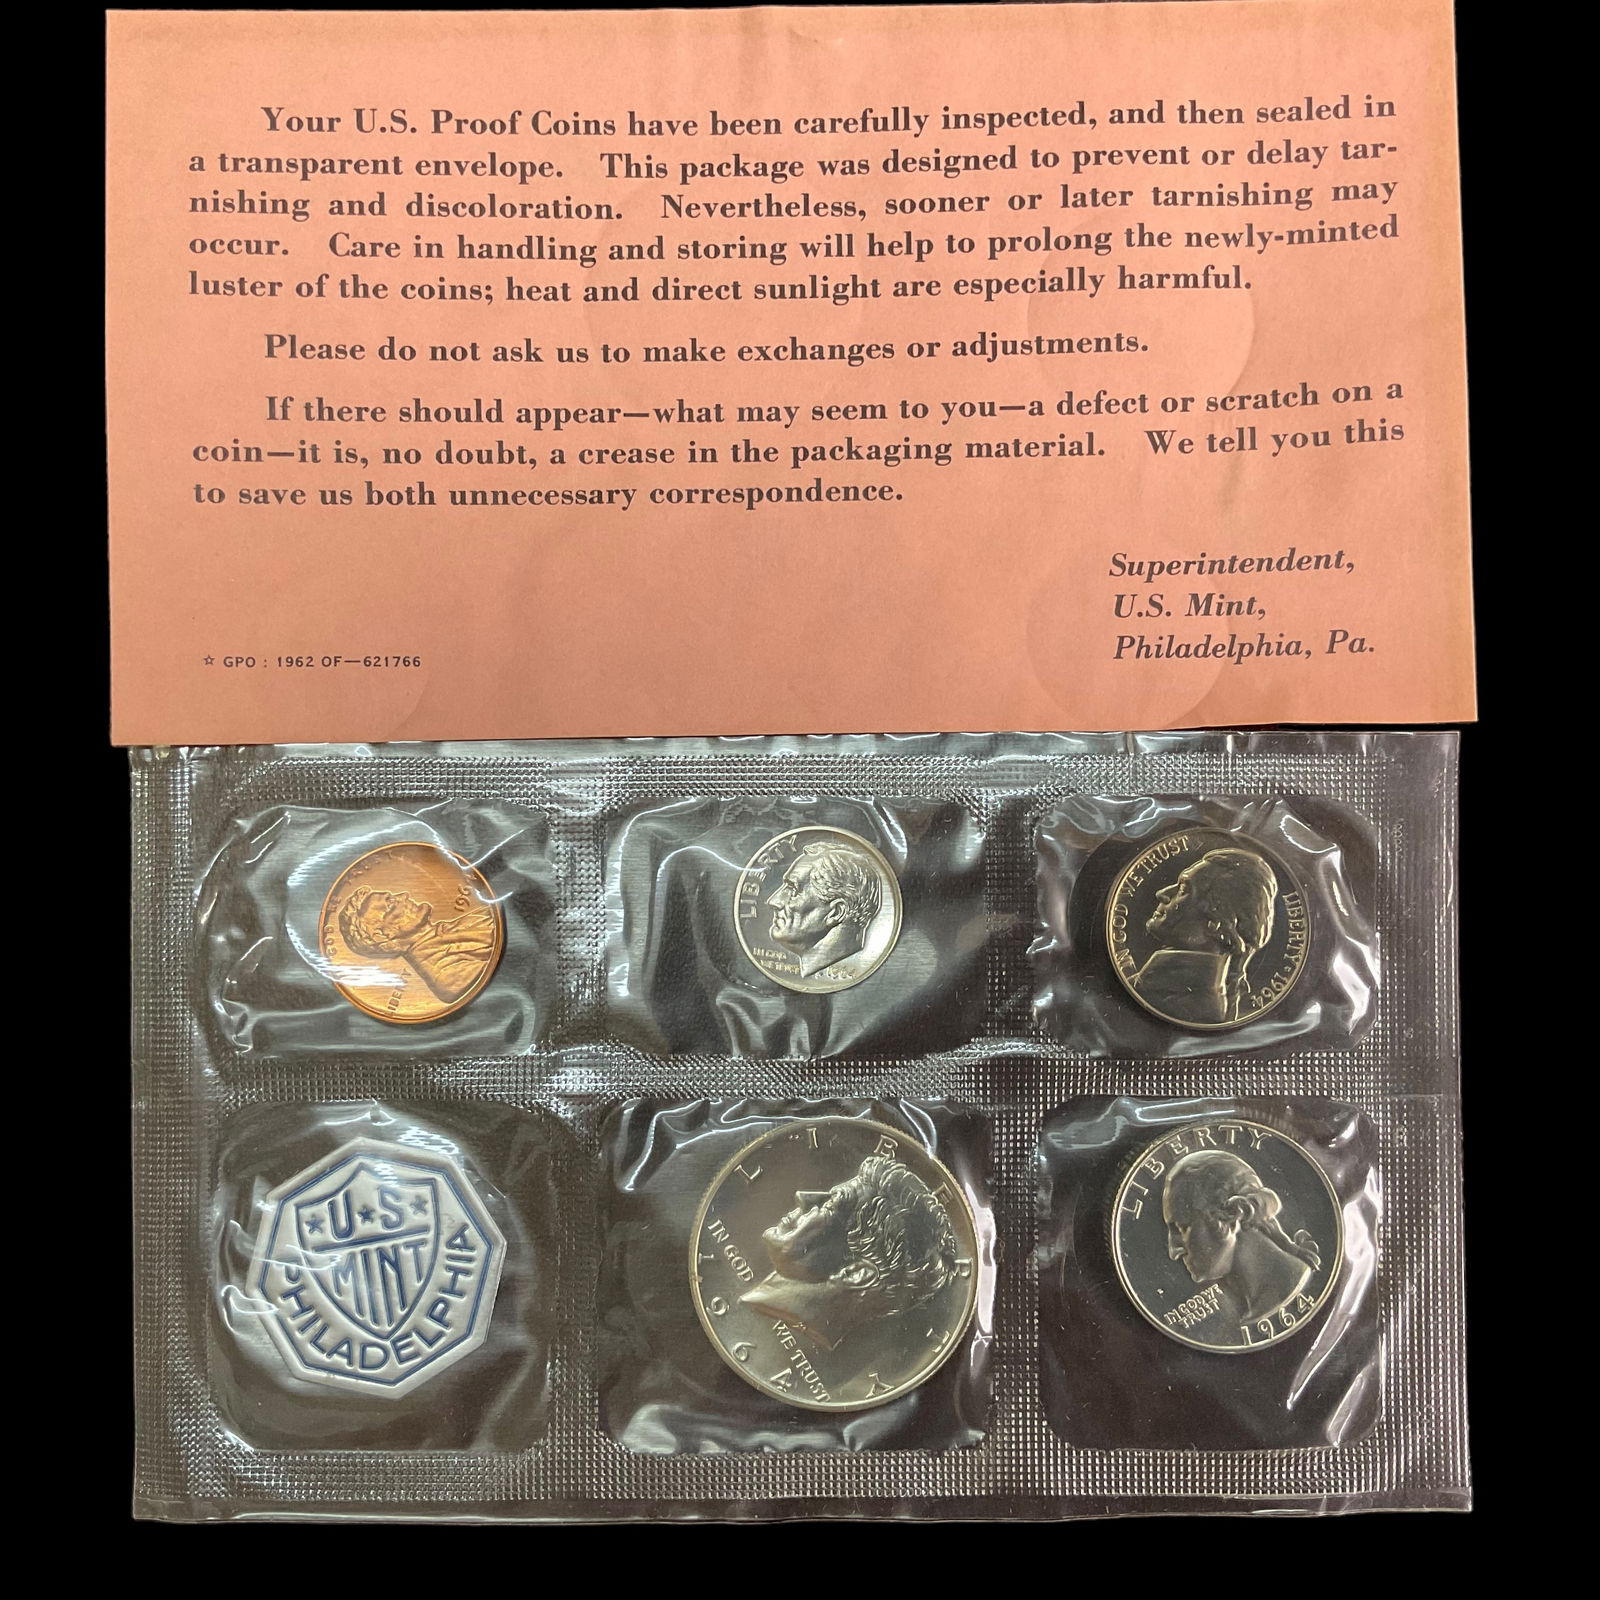 Your U.S. Proof Coins have been carefully inspected, and then sealed in
a transparent envelope. This package was designed to prevent or delay tar-
nishing and discoloration. Nevertheless, sooner or later tarnishing may
occur. Care in handling and storing will help to prolong the newly-minted
luster of the coins; heat and direct sunlight are especially harmful.
Please do not ask us to make exchanges or adjustments.
If there should appear—what may seem to you—a defect or scratch on a
coin—it is, no doubt, a crease in the packaging material. We tell you this
to save us both unnecessary correspondence.
Superintendent,
U.S. Mint,
Philadelphia, Pa.
☆ GPO : 1962 OF—621766
LIBERTY
LIBERTY
IN GOD
WE TRUST
1964
IN GOD WE TRUST
LIBERTY · 1964
U★S
MINT
PHILADELPHIA
LIBERTY
IN GOD
WE TRUST
1964
LIBERTY
IN GOD WE
TRUST
1964